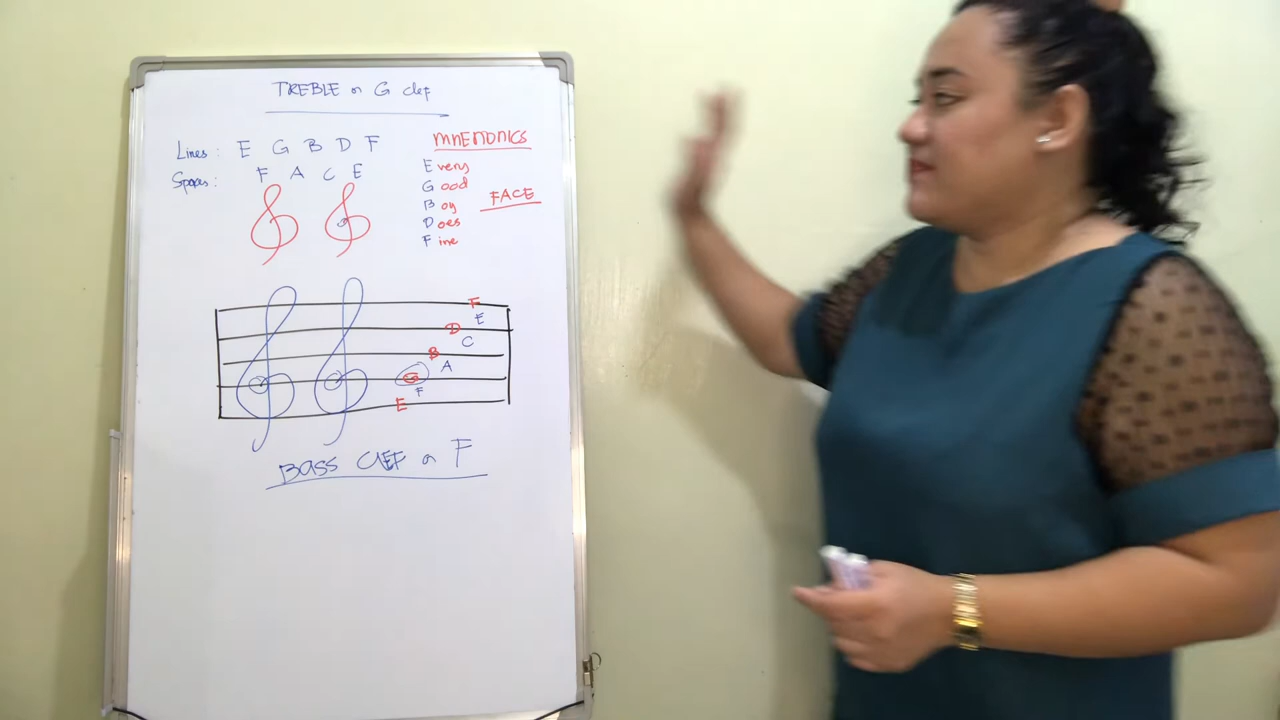 TREBLE or G clef
Lines: E G B D F
Spaces: F A C E
MNEMONICS
Every
Good
Boy
Does
Fine
FACE
F
E
D
C
B
A
G
F
E
BASS CLEF or F